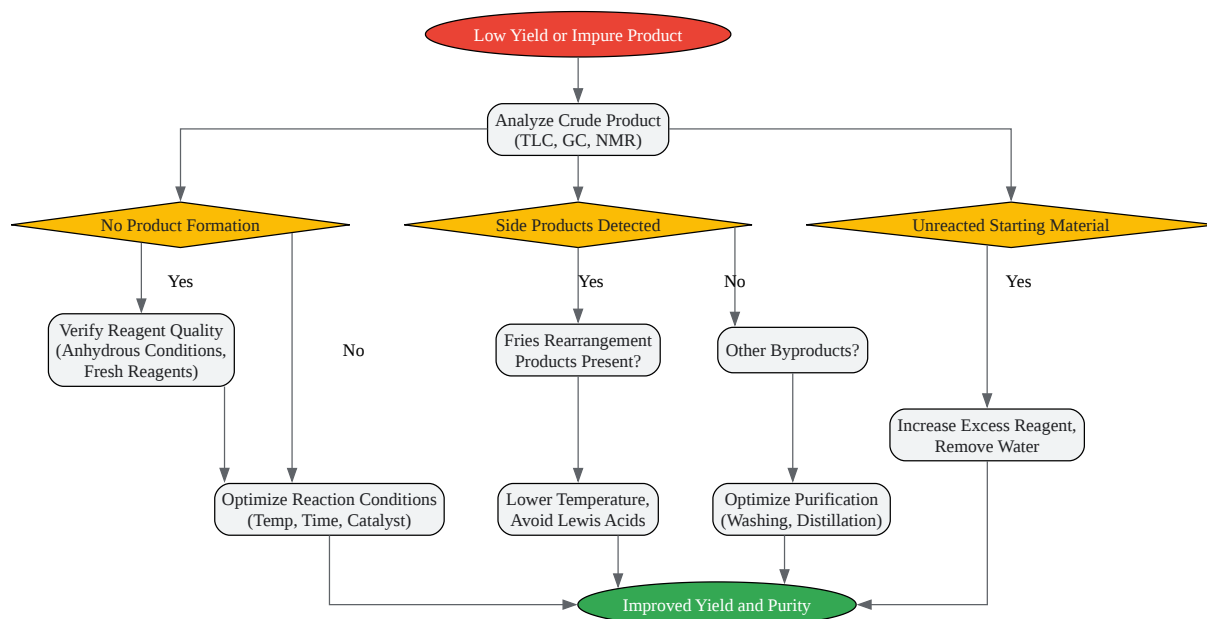 Low Yield or Impure Product
Analyze Crude Product
(TLC, GC, NMR)
No Product Formation
Side Products Detected
Unreacted Starting Material
Yes
Yes
No
Yes
Verify Reagent Quality
(Anhydrous Conditions,
Fresh Reagents)
No
Fries Rearrangement
Products Present?
Other Byproducts?
Increase Excess Reagent,
Remove Water
Optimize Reaction Conditions
(Temp, Time, Catalyst)
Lower Temperature,
Avoid Lewis Acids
Optimize Purification
(Washing, Distillation)
Improved Yield and Purity